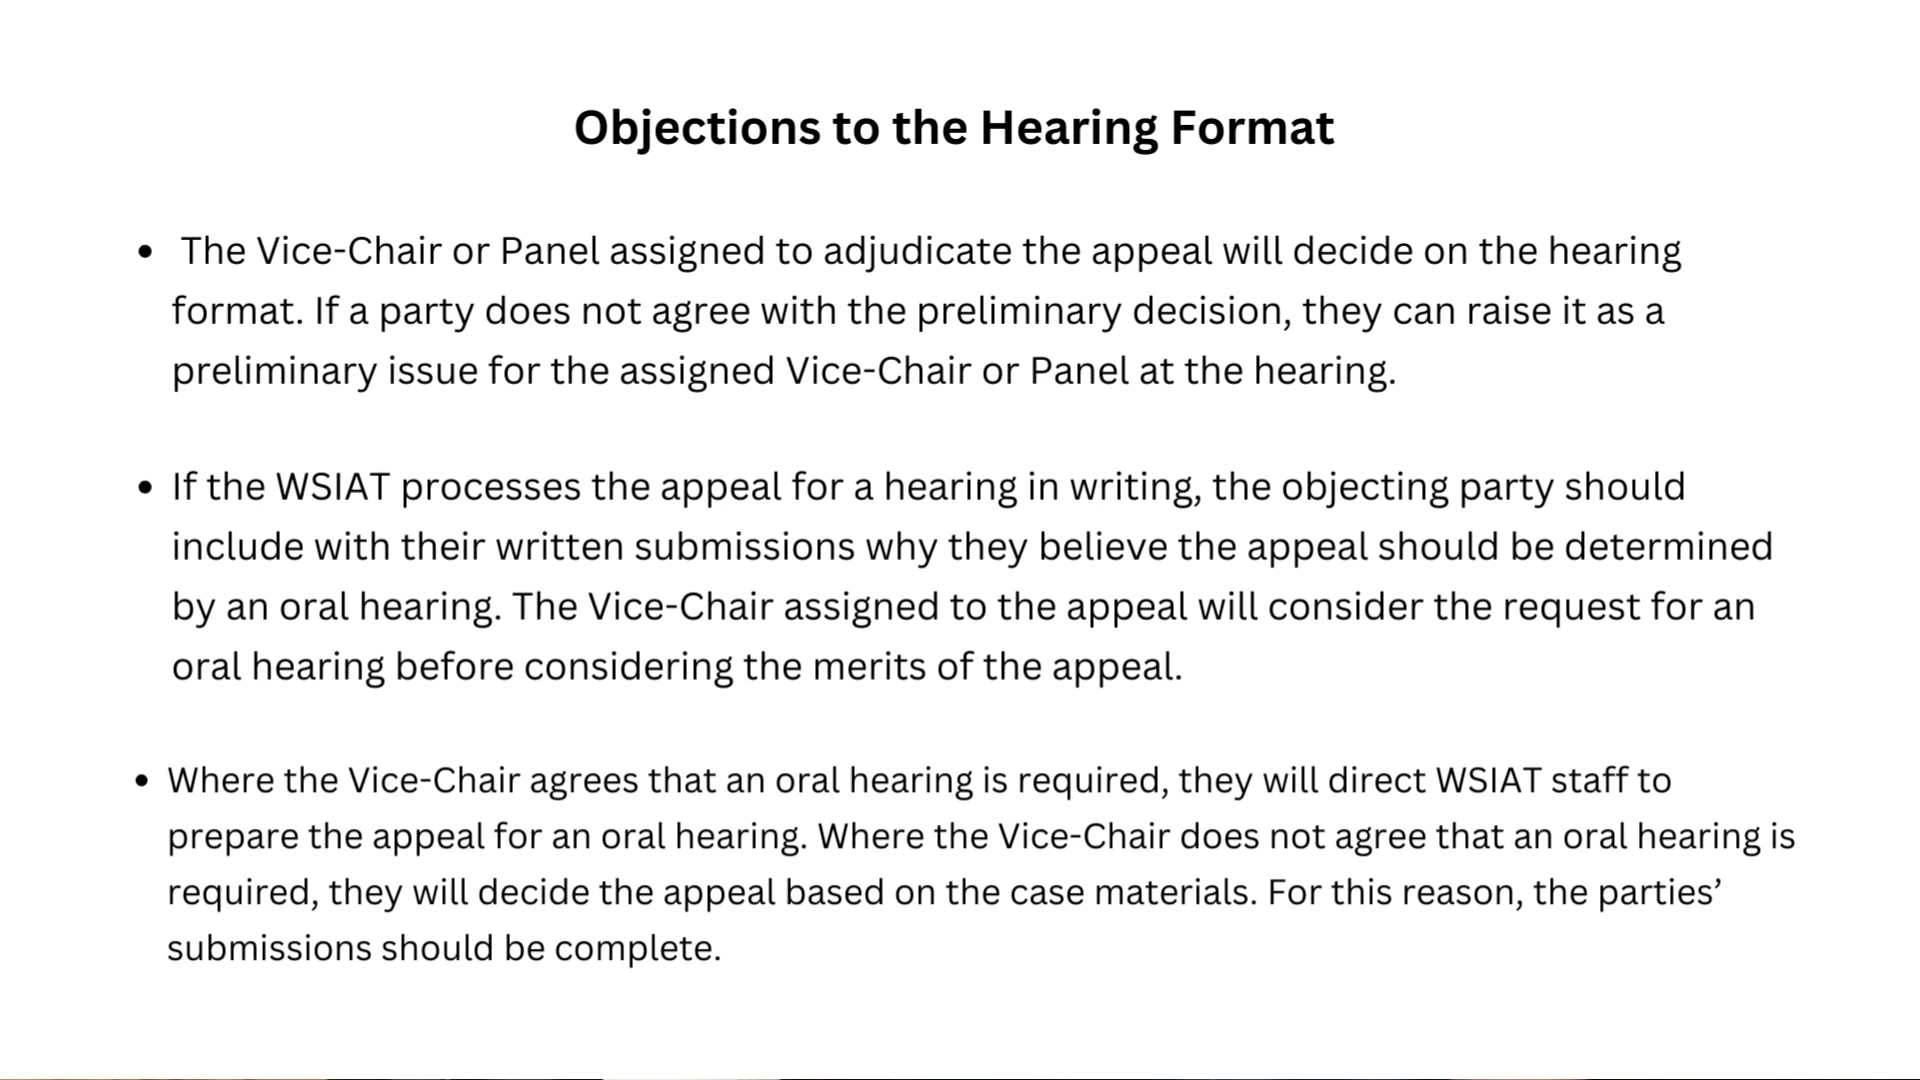 Objections to the Hearing Format
• The Vice-Chair or Panel assigned to adjudicate the appeal will decide on the hearing
format. If a party does not agree with the preliminary decision, they can raise it as a
preliminary issue for the assigned Vice-Chair or Panel at the hearing.
• If the WSIAT processes the appeal for a hearing in writing, the objecting party should
include with their written submissions why they believe the appeal should be determined
by an oral hearing. The Vice-Chair assigned to the appeal will consider the request for an
oral hearing before considering the merits of the appeal.
• Where the Vice-Chair agrees that an oral hearing is required, they will direct WSIAT staff to
prepare the appeal for an oral hearing. Where the Vice-Chair does not agree that an oral hearing is
required, they will decide the appeal based on the case materials. For this reason, the parties’
submissions should be complete.